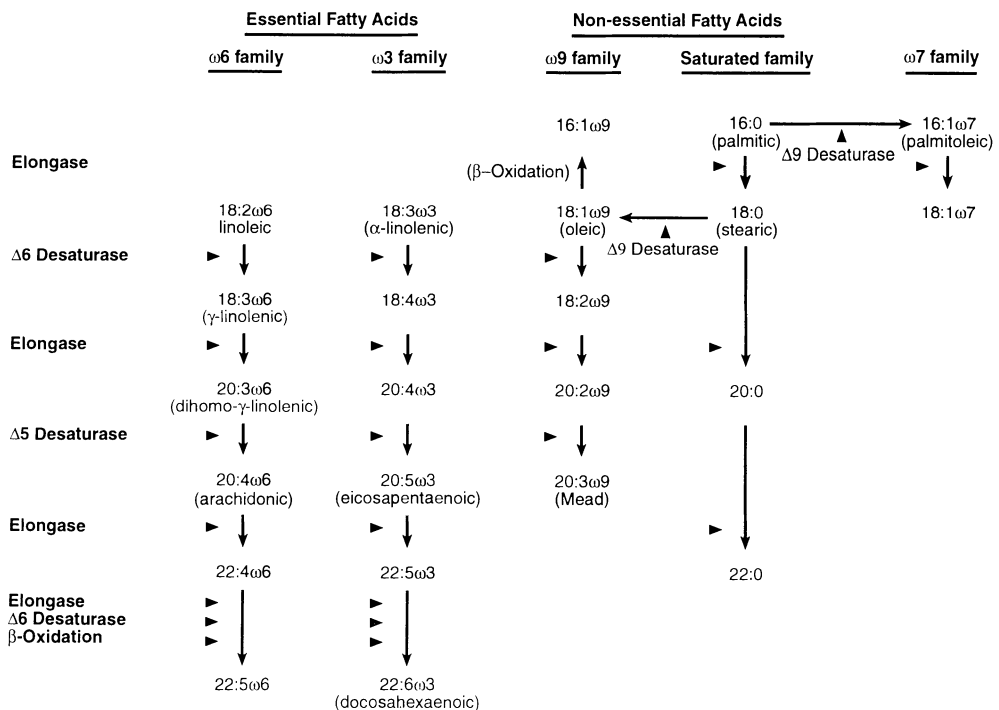 Essential Fatty Acids
Non-essential Fatty Acids
ω6 family
ω3 family
ω9 family
Saturated family
ω7 family
16:1ω9
16:0
(palmitic)
Δ9 Desaturase
16:1ω7
(palmitoleic)
Elongase
(β–Oxidation)
18:2ω6
linoleic
18:3ω3
(α-linolenic)
18:1ω9
(oleic)
Δ9 Desaturase
18:0
(stearic)
18:1ω7
Δ6 Desaturase
18:3ω6
(γ-linolenic)
18:4ω3
18:2ω9
Elongase
20:3ω6
(dihomo-γ-linolenic)
20:4ω3
20:2ω9
20:0
Δ5 Desaturase
20:4ω6
(arachidonic)
20:5ω3
(eicosapentaenoic)
20:3ω9
(Mead)
Elongase
22:4ω6
22:5ω3
22:0
Elongase
Δ6 Desaturase
β-Oxidation
22:5ω6
22:6ω3
(docosahexaenoic)